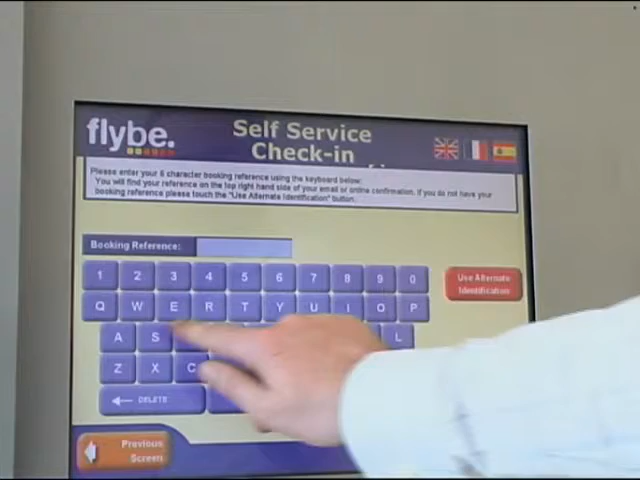 flybe.
Self Service
Check-in
Please enter your 6 character booking reference using the keyboard below:
You will find your reference on the top right hand side of your email or online confirmation. If you do not have your
booking reference please touch the "Use Alternate Identification" button.
Booking Reference:
1 2 3 4 5 6 7 8 9 0
Use Alternate
Identification
Q W E R T Y U I O P
A S L
Z X C
DELETE
Previous
Screen